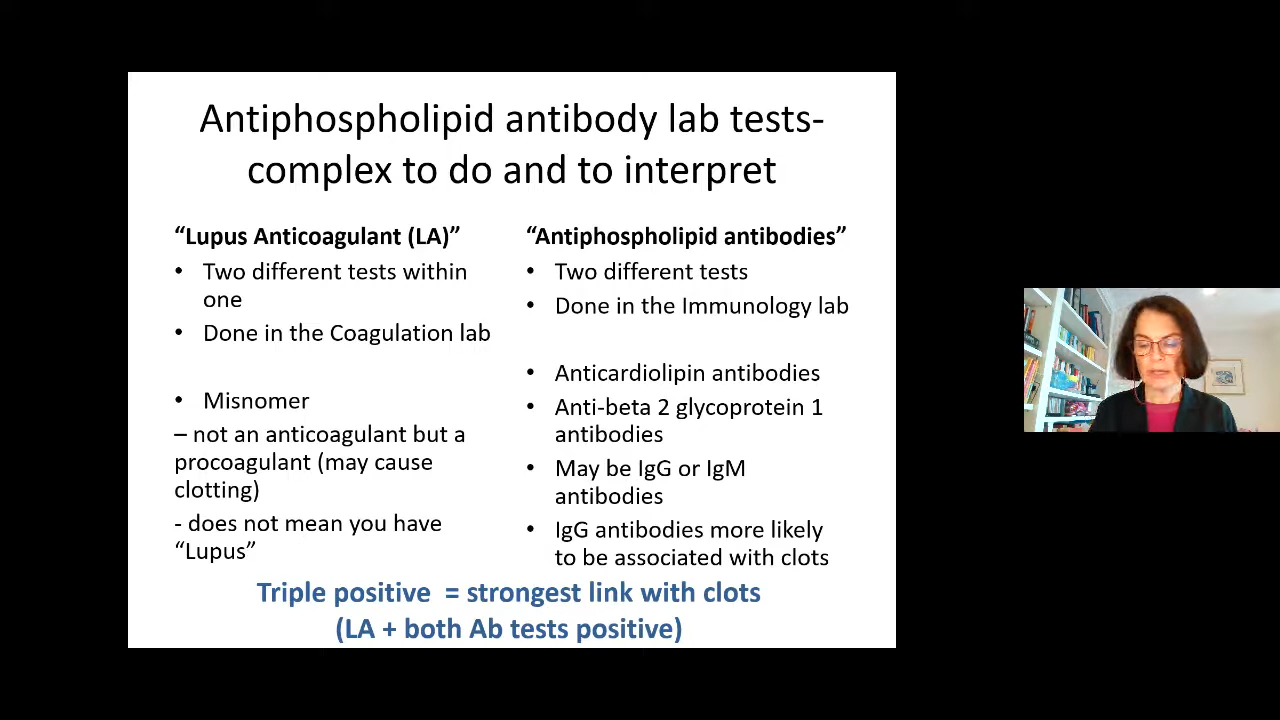 Antiphospholipid antibody lab tests-
complex to do and to interpret
“Lupus Anticoagulant (LA)”
• Two different tests within
one
• Done in the Coagulation lab
• Misnomer
– not an anticoagulant but a
procoagulant (may cause
clotting)
- does not mean you have
“Lupus”
“Antiphospholipid antibodies”
• Two different tests
• Done in the Immunology lab
• Anticardiolipin antibodies
• Anti-beta 2 glycoprotein 1
antibodies
• May be IgG or IgM
antibodies
• IgG antibodies more likely
to be associated with clots
Triple positive = strongest link with clots
(LA + both Ab tests positive)